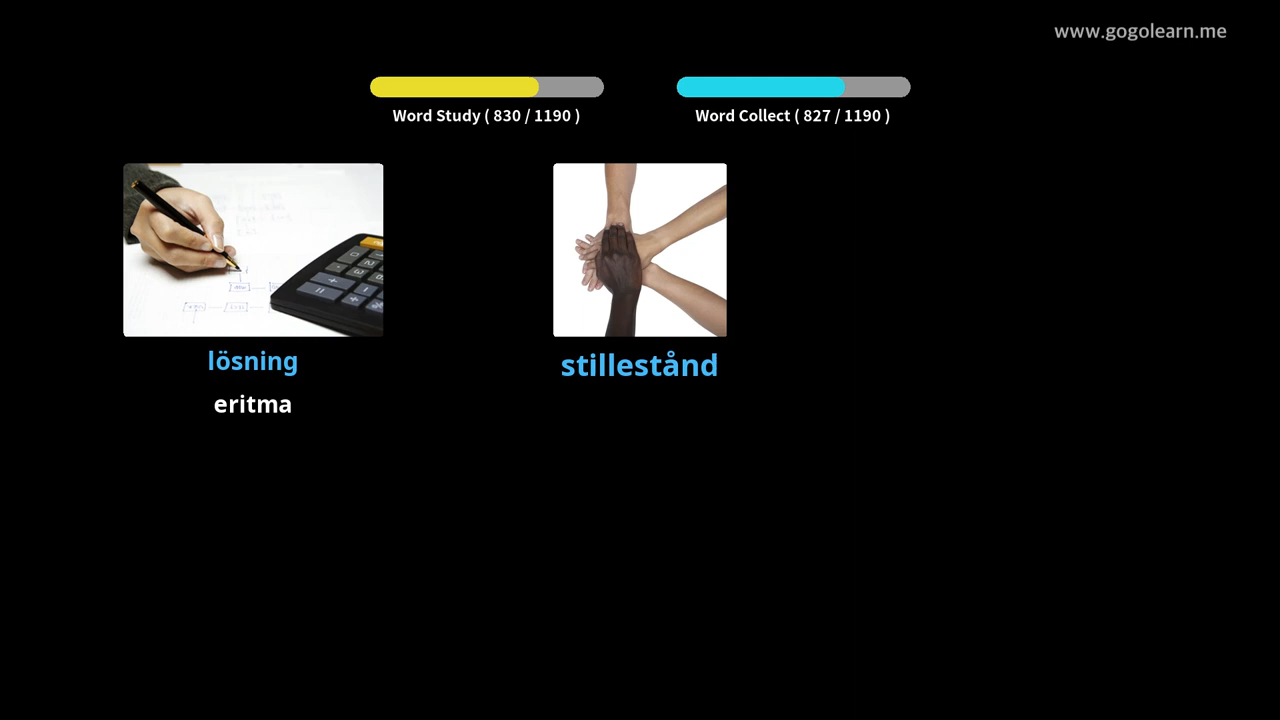 www.gogolearn.me
Word Study ( 830 / 1190 )
Word Collect ( 827 / 1190 )
lösning
eritma
stillestånd